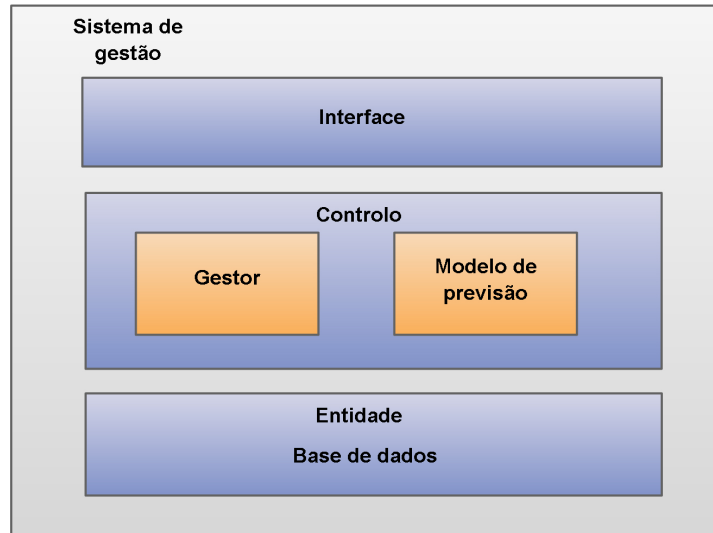 Sistema de
gestão
Interface
Controlo
Gestor
Modelo de
previsão
Entidade
Base de dados